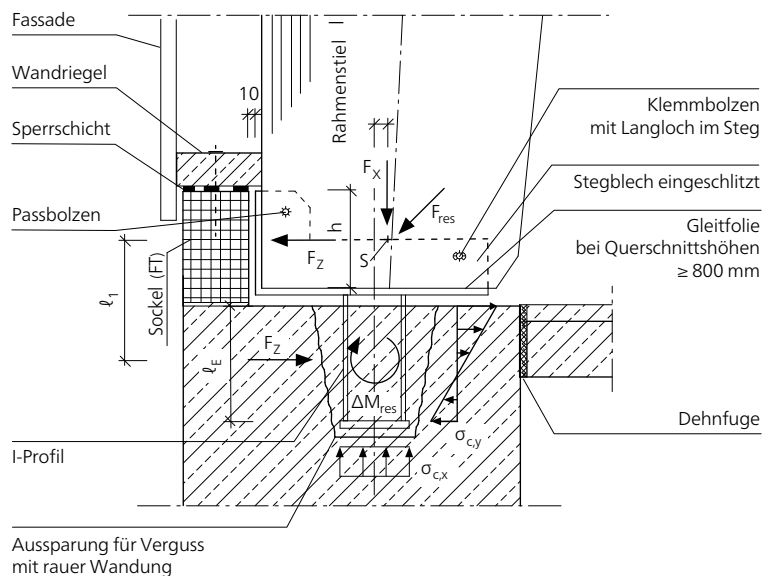 Fassade
Wandriegel
10
Sperrschicht
Rahmenstiel I
Klemmbolzen
mit Langloch im Steg
Fx
Stegblech eingeschlitzt
Passbolzen
h
Fres
Gleitfolie
bei Querschnittshöhen
≥ 800 mm
Fz
S
ℓ1
Sockel (FT)
ℓE
Fz
ΔMres
Dehnfuge
σc,y
I-Profil
σc,x
Aussparung für Verguss
mit rauer Wandung